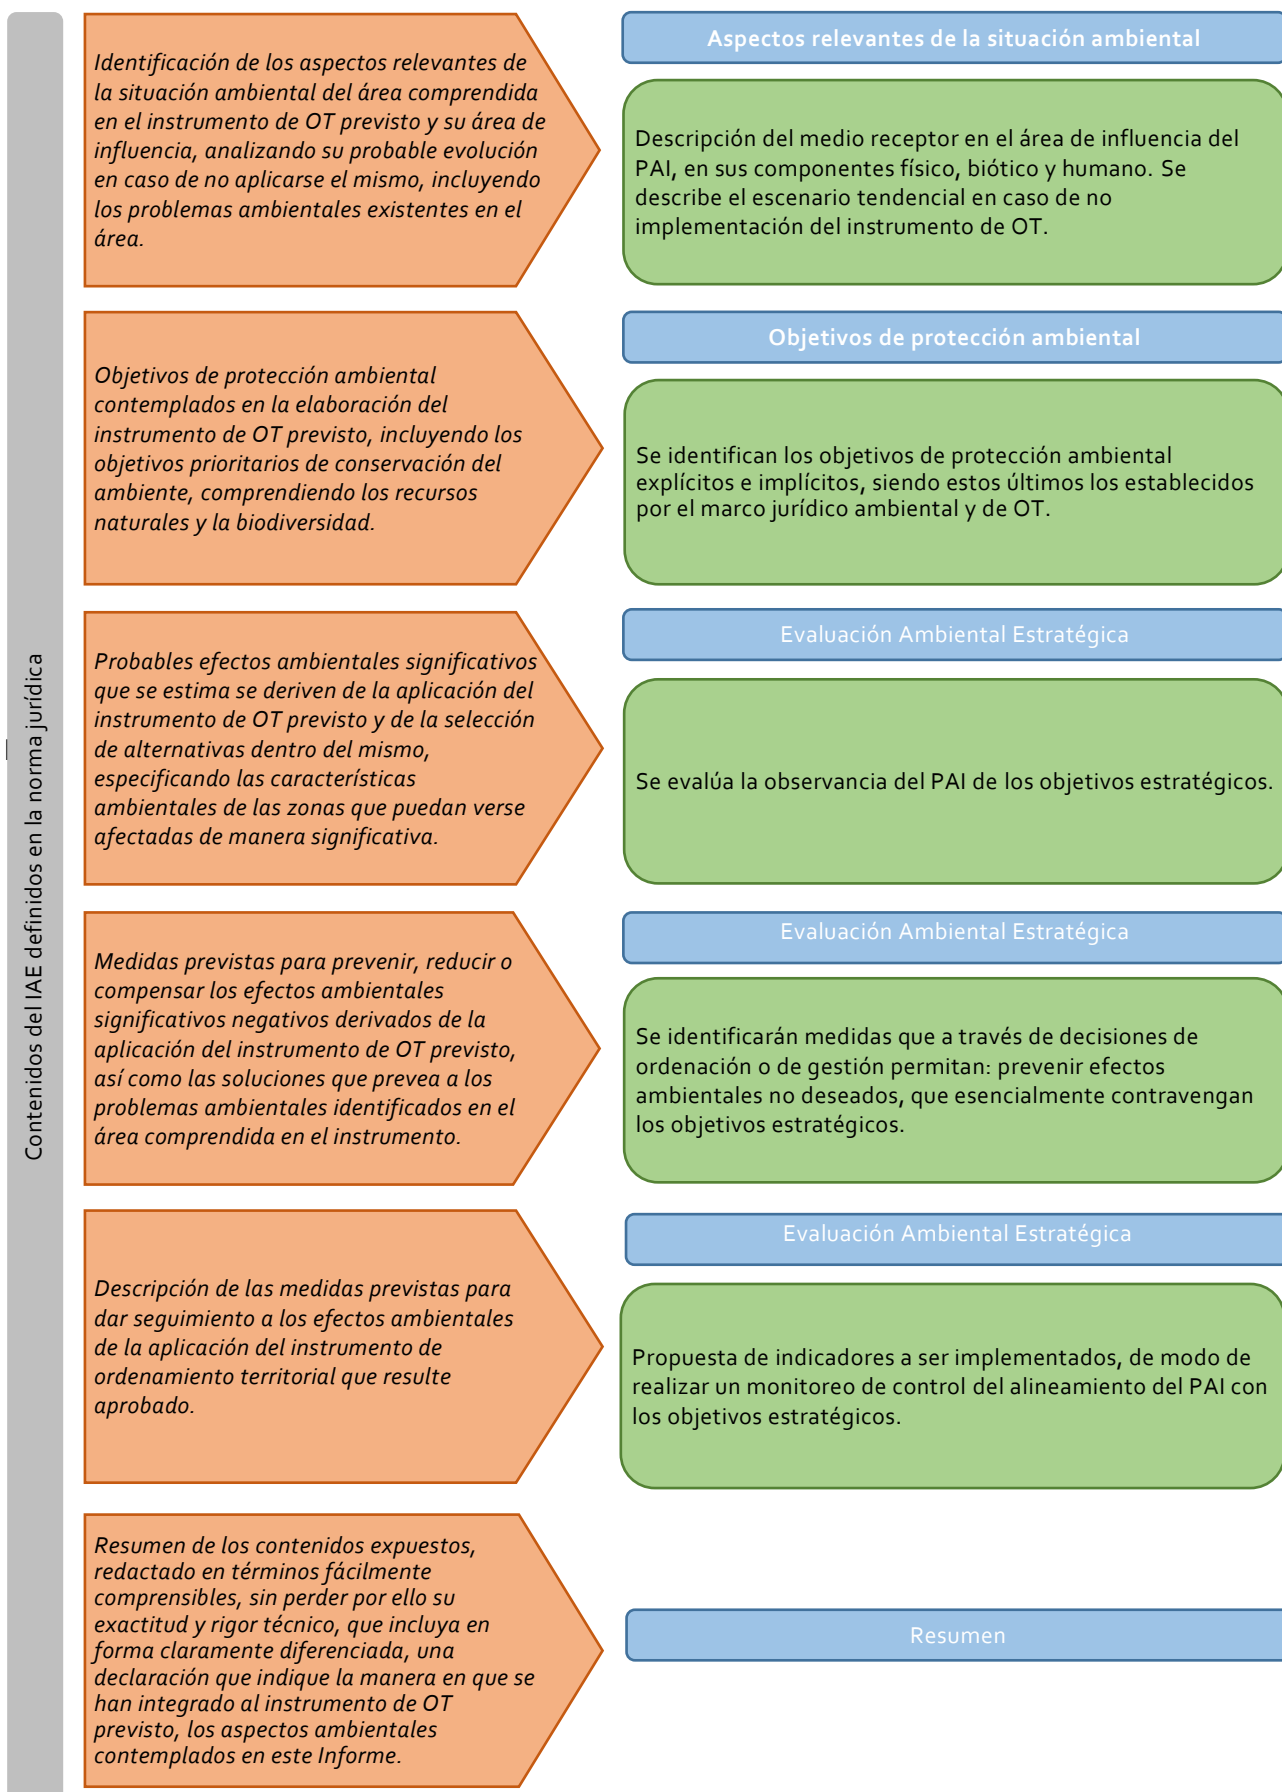 Contenidos del IAE definidos en la norma jurídica
Identificación de los aspectos relevantes de
la situación ambiental del área comprendida
en el instrumento de OT previsto y su área de
influencia, analizando su probable evolución
en caso de no aplicarse el mismo, incluyendo
los problemas ambientales existentes en el
área.
Aspectos relevantes de la situación ambiental
Descripción del medio receptor en el área de influencia del
PAI, en sus componentes físico, biótico y humano. Se
describe el escenario tendencial en caso de no
implementación del instrumento de OT.
Objetivos de protección ambiental
contemplados en la elaboración del
instrumento de OT previsto, incluyendo los
objetivos prioritarios de conservación del
ambiente, comprendiendo los recursos
naturales y la biodiversidad.
Objetivos de protección ambiental
Se identifican los objetivos de protección ambiental
explícitos e implícitos, siendo estos últimos los establecidos
por el marco jurídico ambiental y de OT.
Probables efectos ambientales significativos
que se estima se deriven de la aplicación del
instrumento de OT previsto y de la selección
de alternativas dentro del mismo,
especificando las características
ambientales de las zonas que puedan verse
afectadas de manera significativa.
Evaluación Ambiental Estratégica
Se evalúa la observancia del PAI de los objetivos estratégicos.
Medidas previstas para prevenir, reducir o
compensar los efectos ambientales
significativos negativos derivados de la
aplicación del instrumento de OT previsto,
así como las soluciones que prevea a los
problemas ambientales identificados en el
área comprendida en el instrumento.
Evaluación Ambiental Estratégica
Se identificarán medidas que a través de decisiones de
ordenación o de gestión permitan: prevenir efectos
ambientales no deseados, que esencialmente contravengan
los objetivos estratégicos.
Descripción de las medidas previstas para
dar seguimiento a los efectos ambientales
de la aplicación del instrumento de
ordenamiento territorial que resulte
aprobado.
Evaluación Ambiental Estratégica
Propuesta de indicadores a ser implementados, de modo de
realizar un monitoreo de control del alineamiento del PAI con
los objetivos estratégicos.
Resumen de los contenidos expuestos,
redactado en términos fácilmente
comprensibles, sin perder por ello su
exactitud y rigor técnico, que incluya en
forma claramente diferenciada, una
declaración que indique la manera en que se
han integrado al instrumento de OT
previsto, los aspectos ambientales
contemplados en este Informe.
Resumen